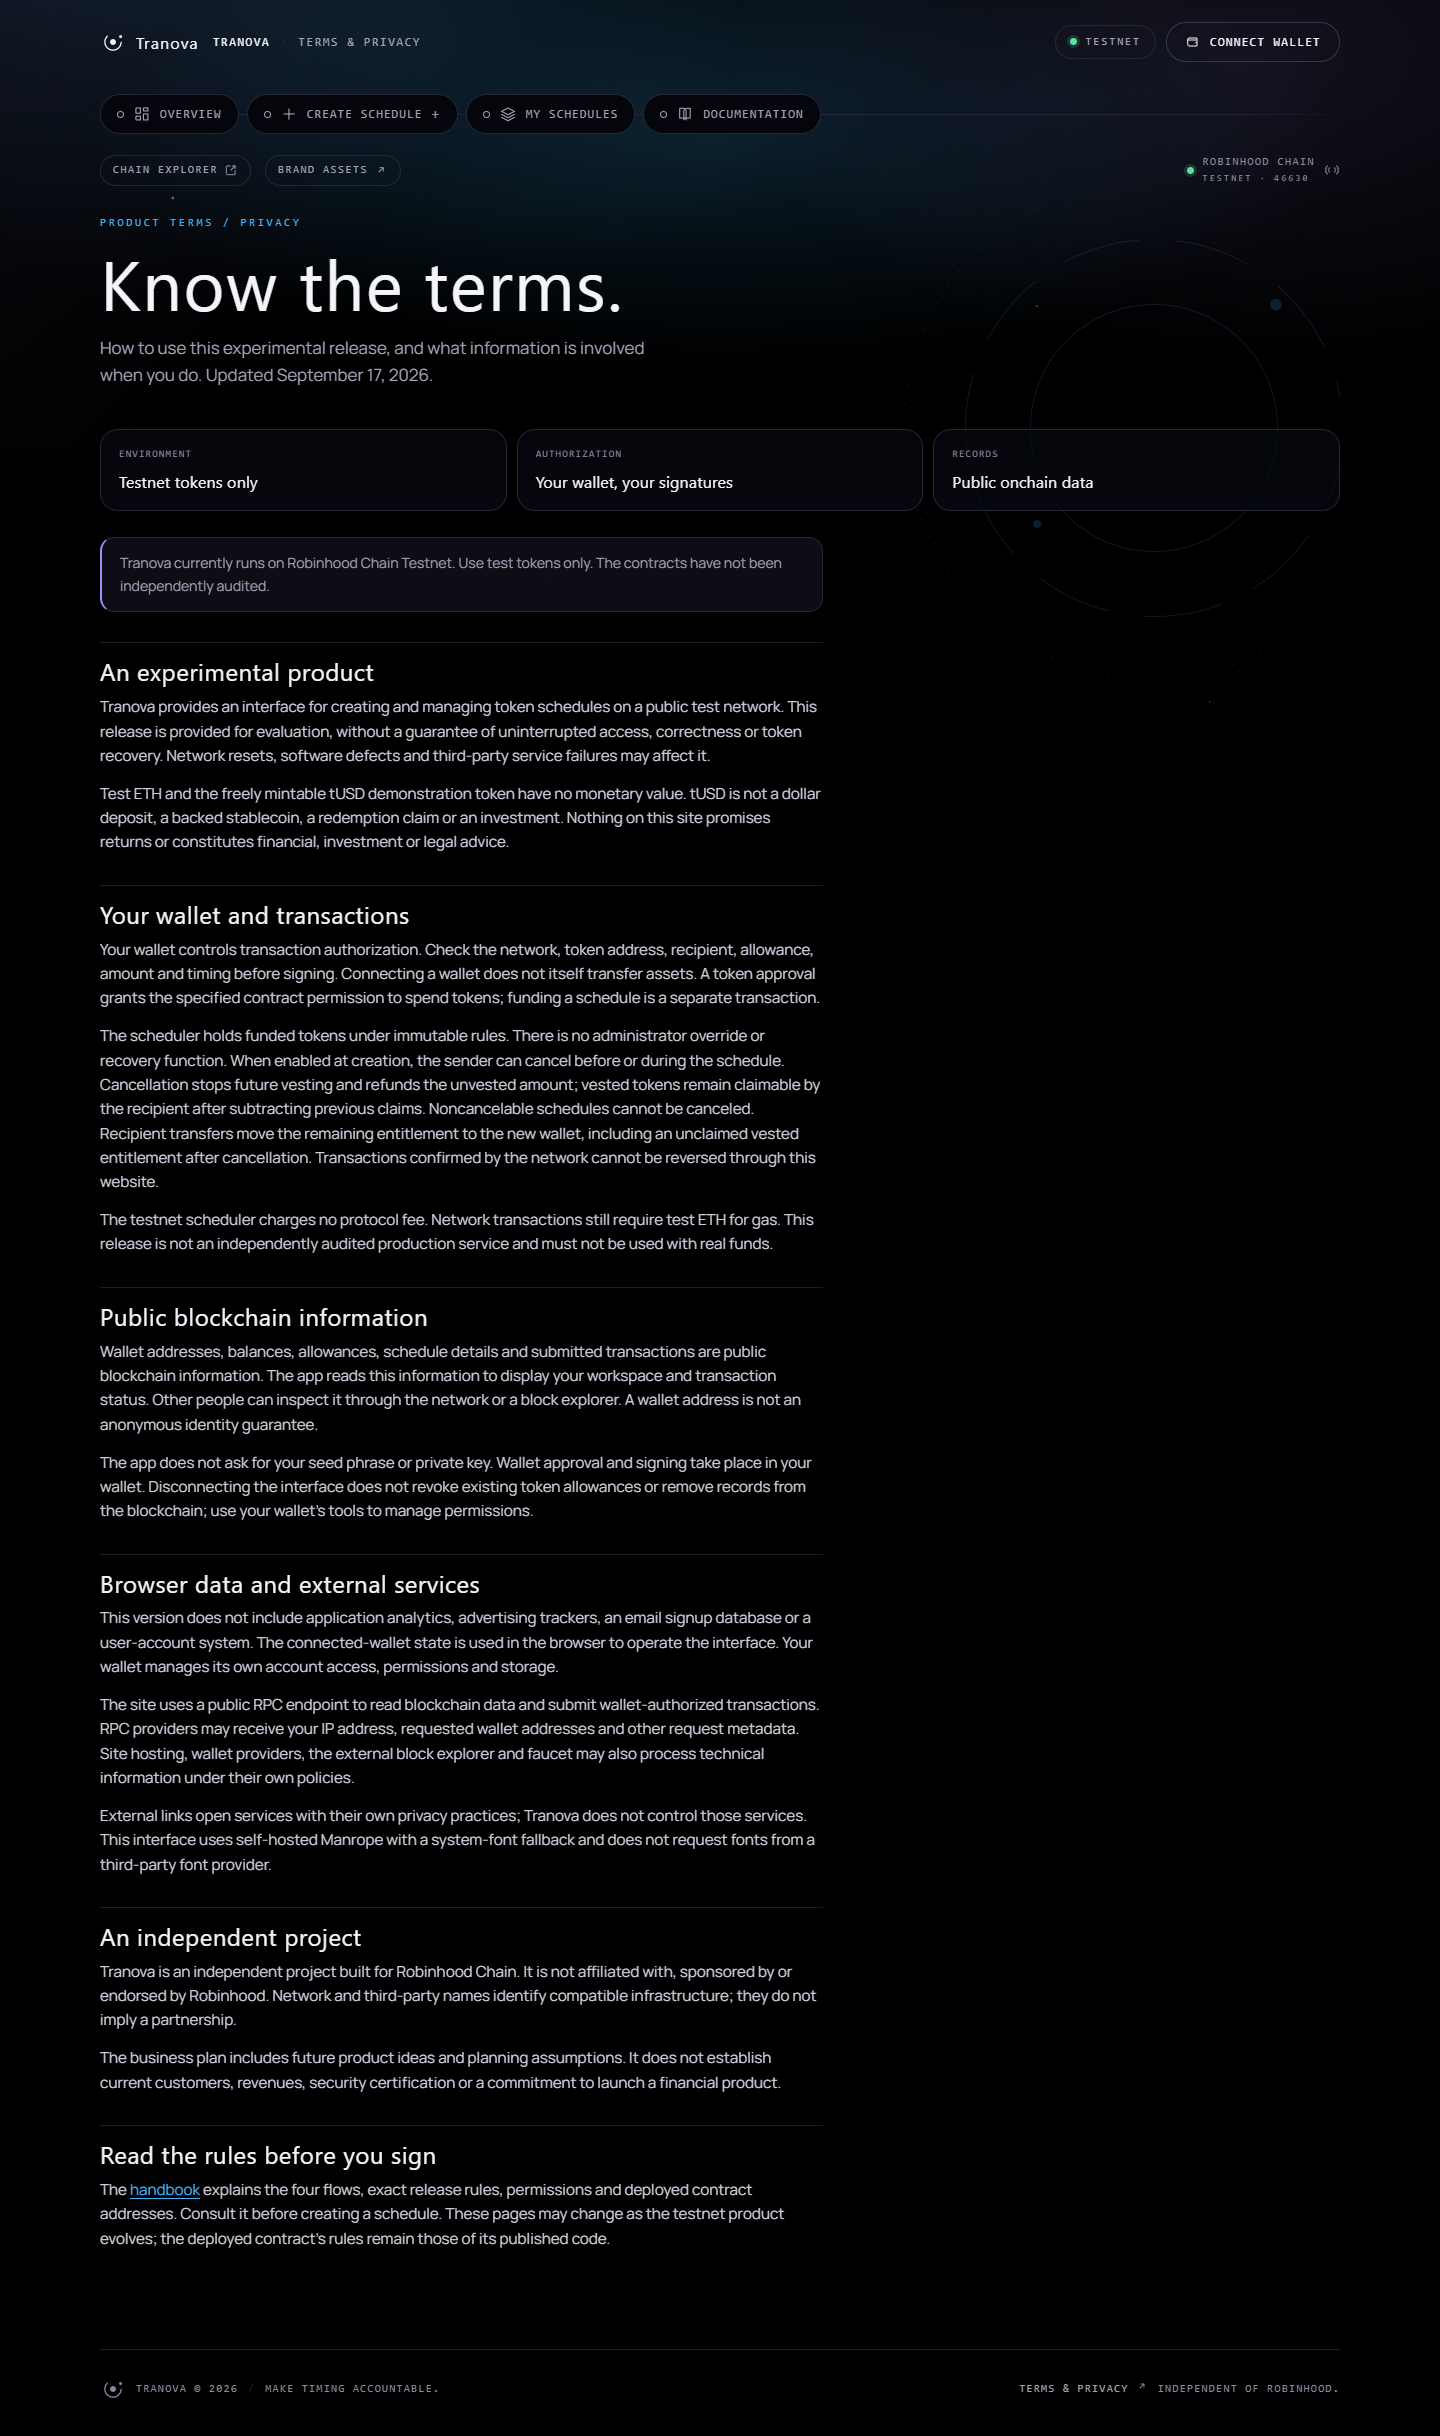 Tranova TRANOVA / TERMS & PRIVACY
TESTNET
CONNECT WALLET
OVERVIEW
CREATE SCHEDULE +
MY SCHEDULES
DOCUMENTATION
CHAIN EXPLORER
BRAND ASSETS ↗
ROBINHOOD CHAIN
TESTNET · 46630
PRODUCT TERMS / PRIVACY
Know the terms.
How to use this experimental release, and what information is involved
when you do. Updated September 17, 2026.
ENVIRONMENT
Testnet tokens only
AUTHORIZATION
Your wallet, your signatures
RECORDS
Public onchain data
Tranova currently runs on Robinhood Chain Testnet. Use test tokens only. The contracts have not been
independently audited.
An experimental product
Tranova provides an interface for creating and managing token schedules on a public test network. This
release is provided for evaluation, without a guarantee of uninterrupted access, correctness or token
recovery. Network resets, software defects and third-party service failures may affect it.
Test ETH and the freely mintable tUSD demonstration token have no monetary value. tUSD is not a dollar
deposit, a backed stablecoin, a redemption claim or an investment. Nothing on this site promises
returns or constitutes financial, investment or legal advice.
Your wallet and transactions
Your wallet controls transaction authorization. Check the network, token address, recipient, allowance,
amount and timing before signing. Connecting a wallet does not itself transfer assets. A token approval
grants the specified contract permission to spend tokens; funding a schedule is a separate transaction.
The scheduler holds funded tokens under immutable rules. There is no administrator override or
recovery function. When enabled at creation, the sender can cancel before or during the schedule.
Cancellation stops future vesting and refunds the unvested amount; vested tokens remain claimable by
the recipient after subtracting previous claims. Noncancelable schedules cannot be canceled.
Recipient transfers move the remaining entitlement to the new wallet, including an unclaimed vested
entitlement after cancellation. Transactions confirmed by the network cannot be reversed through this
website.
The testnet scheduler charges no protocol fee. Network transactions still require test ETH for gas. This
release is not an independently audited production service and must not be used with real funds.
Public blockchain information
Wallet addresses, balances, allowances, schedule details and submitted transactions are public
blockchain information. The app reads this information to display your workspace and transaction
status. Other people can inspect it through the network or a block explorer. A wallet address is not an
anonymous identity guarantee.
The app does not ask for your seed phrase or private key. Wallet approval and signing take place in your
wallet. Disconnecting the interface does not revoke existing token allowances or remove records from
the blockchain; use your wallet's tools to manage permissions.
Browser data and external services
This version does not include application analytics, advertising trackers, an email signup database or a
user-account system. The connected-wallet state is used in the browser to operate the interface. Your
wallet manages its own account access, permissions and storage.
The site uses a public RPC endpoint to read blockchain data and submit wallet-authorized transactions.
RPC providers may receive your IP address, requested wallet addresses and other request metadata.
Site hosting, wallet providers, the external block explorer and faucet may also process technical
information under their own policies.
External links open services with their own privacy practices; Tranova does not control those services.
This interface uses self-hosted Manrope with a system-font fallback and does not request fonts from a
third-party font provider.
An independent project
Tranova is an independent project built for Robinhood Chain. It is not affiliated with, sponsored by or
endorsed by Robinhood. Network and third-party names identify compatible infrastructure; they do not
imply a partnership.
The business plan includes future product ideas and planning assumptions. It does not establish
current customers, revenues, security certification or a commitment to launch a financial product.
Read the rules before you sign
The handbook explains the four flows, exact release rules, permissions and deployed contract
addresses. Consult it before creating a schedule. These pages may change as the testnet product
evolves; the deployed contract's rules remain those of its published code.
TRANOVA © 2026 / MAKE TIMING ACCOUNTABLE.
TERMS & PRIVACY ↗ INDEPENDENT OF ROBINHOOD.